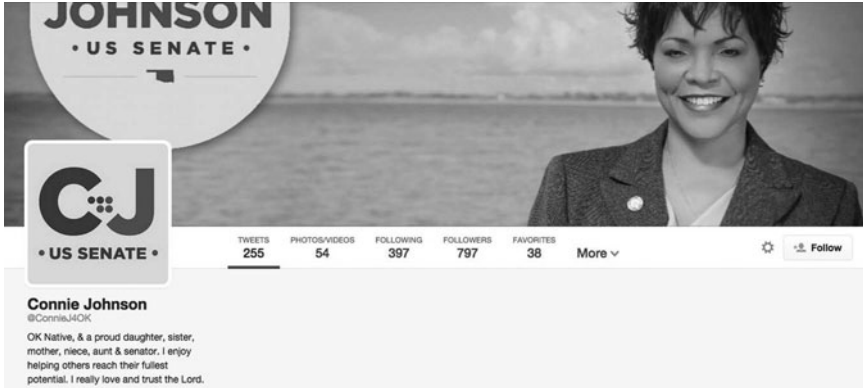 JOHNSON
• US SENATE •
CJ
• US SENATE •
TWEETS
255
PHOTOS/VIDEOS
54
FOLLOWING
397
FOLLOWERS
797
FAVORITES
38
More
Follow
Connie Johnson
@ConnieJ4OK
OK Native, & a proud daughter, sister,
mother, niece, aunt & senator. I enjoy
helping others reach their fullest
potential. I really love and trust the Lord.